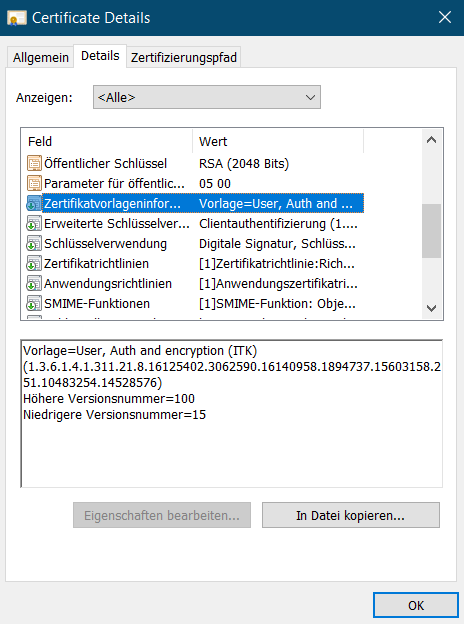 Certificate Details
Allgemein Details Zertifizierungspfad
Anzeigen: <Alle>
Feld Wert
Öffentlicher Schlüssel RSA (2048 Bits)
Parameter für öffentlic... 05 00
Zertifikatvorlageninfor... Vorlage=User, Auth and ...
Erweiterte Schlüsselver... Clientauthentifizierung (1....
Schlüsselverwendung Digitale Signatur, Schlüss...
Zertifikatrichtlinien [1]Zertifikatrichtlinie:Rich...
Anwendungsrichtlinien [1]Anwendungszertifikatri...
SMIME-Funktionen [1]SMIME-Funktion: Obje...
Vorlage=User, Auth and encryption (ITK)
(1.3.6.1.4.1.311.21.8.16125402.3062590.16140958.1894737.15603158.2
51.10483254.14528576)
Höhere Versionsnummer=100
Niedrigere Versionsnummer=15
Eigenschaften bearbeiten... In Datei kopieren...
OK